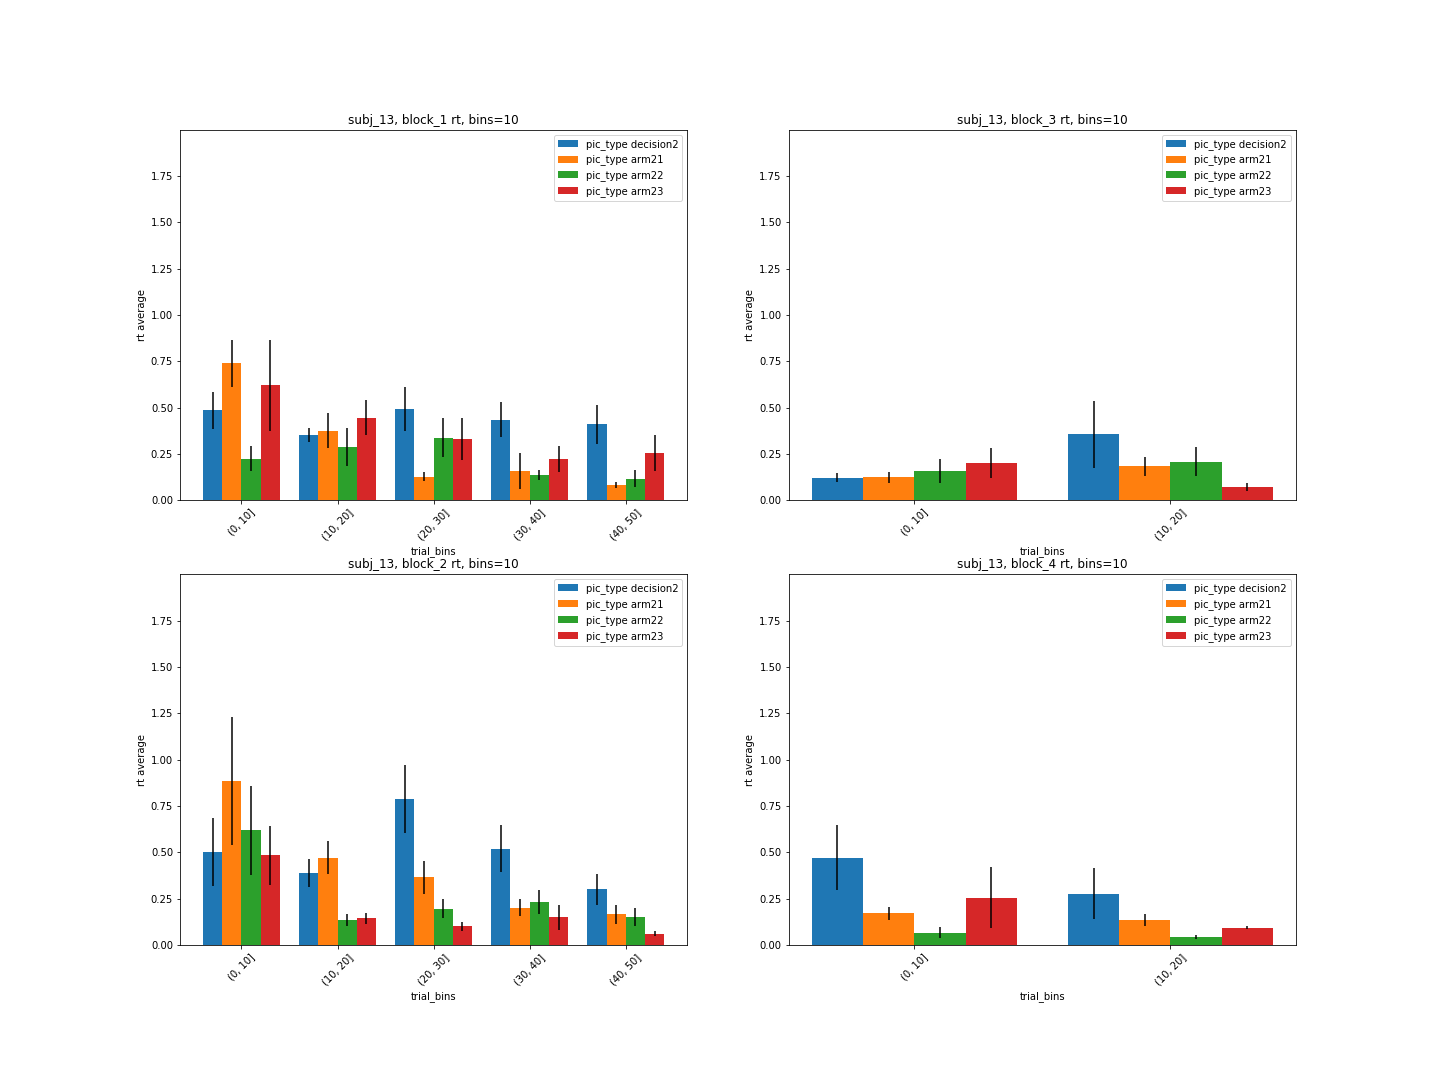 subj_13, block_1 rt, bins=10
pic_type decision2
pic_type arm21
pic_type arm22
pic_type arm23
1.75
1.50
1.25
1.00
0.75
0.50
0.25
0.00
rt average
(0, 10]
(10, 20]
(20, 30]
(30, 40]
(40, 50]
trial_bins
subj_13, block_3 rt, bins=10
pic_type decision2
pic_type arm21
pic_type arm22
pic_type arm23
1.75
1.50
1.25
1.00
0.75
0.50
0.25
0.00
rt average
(0, 10]
(10, 20]
trial_bins
subj_13, block_2 rt, bins=10
pic_type decision2
pic_type arm21
pic_type arm22
pic_type arm23
1.75
1.50
1.25
1.00
0.75
0.50
0.25
0.00
rt average
(0, 10]
(10, 20]
(20, 30]
(30, 40]
(40, 50]
trial_bins
subj_13, block_4 rt, bins=10
pic_type decision2
pic_type arm21
pic_type arm22
pic_type arm23
1.75
1.50
1.25
1.00
0.75
0.50
0.25
0.00
rt average
(0, 10]
(10, 20]
trial_bins